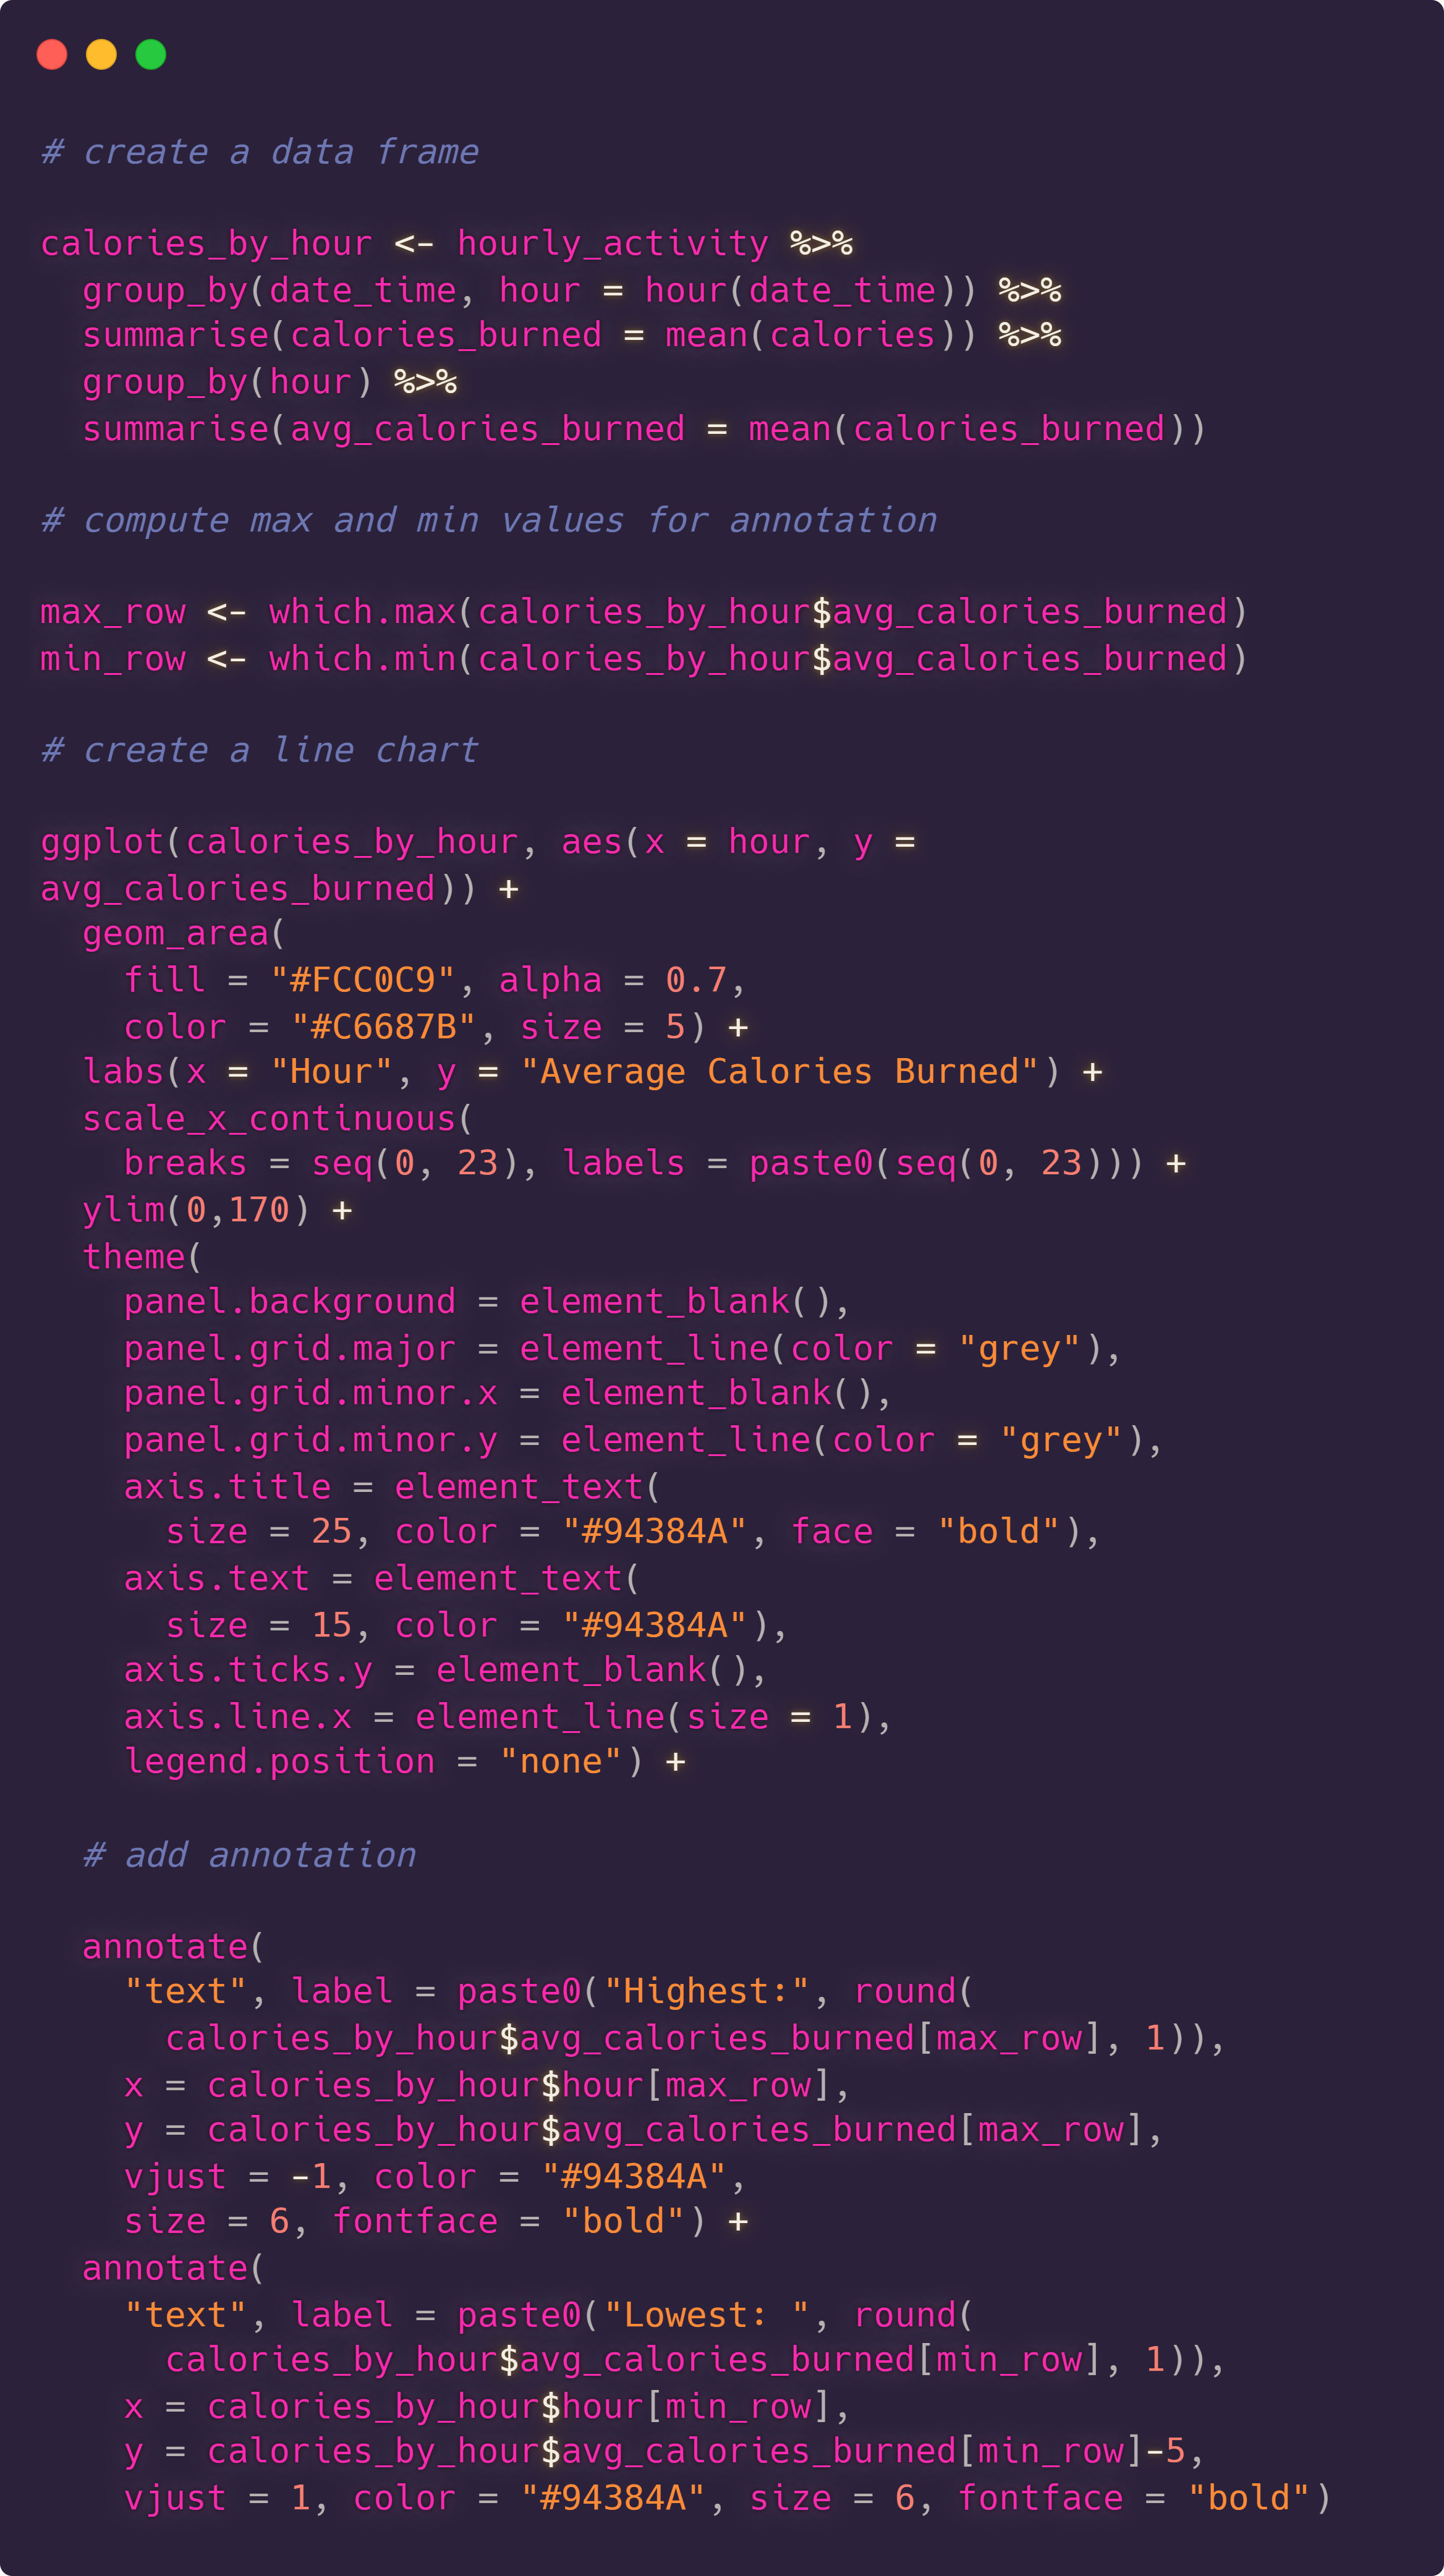 # create a data frame

calories_by_hour <- hourly_activity %>%
  group_by(date_time, hour = hour(date_time)) %>%
  summarise(calories_burned = mean(calories)) %>%
  group_by(hour) %>%
  summarise(avg_calories_burned = mean(calories_burned))

# compute max and min values for annotation

max_row <- which.max(calories_by_hour$avg_calories_burned)
min_row <- which.min(calories_by_hour$avg_calories_burned)

# create a line chart

ggplot(calories_by_hour, aes(x = hour, y =
avg_calories_burned)) +
  geom_area(
    fill = "#FCC0C9", alpha = 0.7,
    color = "#C6687B", size = 5) +
  labs(x = "Hour", y = "Average Calories Burned") +
  scale_x_continuous(
    breaks = seq(0, 23), labels = paste0(seq(0, 23))) +
  ylim(0,170) +
  theme(
    panel.background = element_blank(),
    panel.grid.major = element_line(color = "grey"),
    panel.grid.minor.x = element_blank(),
    panel.grid.minor.y = element_line(color = "grey"),
    axis.title = element_text(
      size = 25, color = "#94384A", face = "bold"),
    axis.text = element_text(
      size = 15, color = "#94384A"),
    axis.ticks.y = element_blank(),
    axis.line.x = element_line(size = 1),
    legend.position = "none") +

  # add annotation

  annotate(
    "text", label = paste0("Highest:", round(
      calories_by_hour$avg_calories_burned[max_row], 1)),
    x = calories_by_hour$hour[max_row],
    y = calories_by_hour$avg_calories_burned[max_row],
    vjust = -1, color = "#94384A",
    size = 6, fontface = "bold") +
  annotate(
    "text", label = paste0("Lowest: ", round(
      calories_by_hour$avg_calories_burned[min_row], 1)),
    x = calories_by_hour$hour[min_row],
    y = calories_by_hour$avg_calories_burned[min_row]-5,
    vjust = 1, color = "#94384A", size = 6, fontface = "bold")